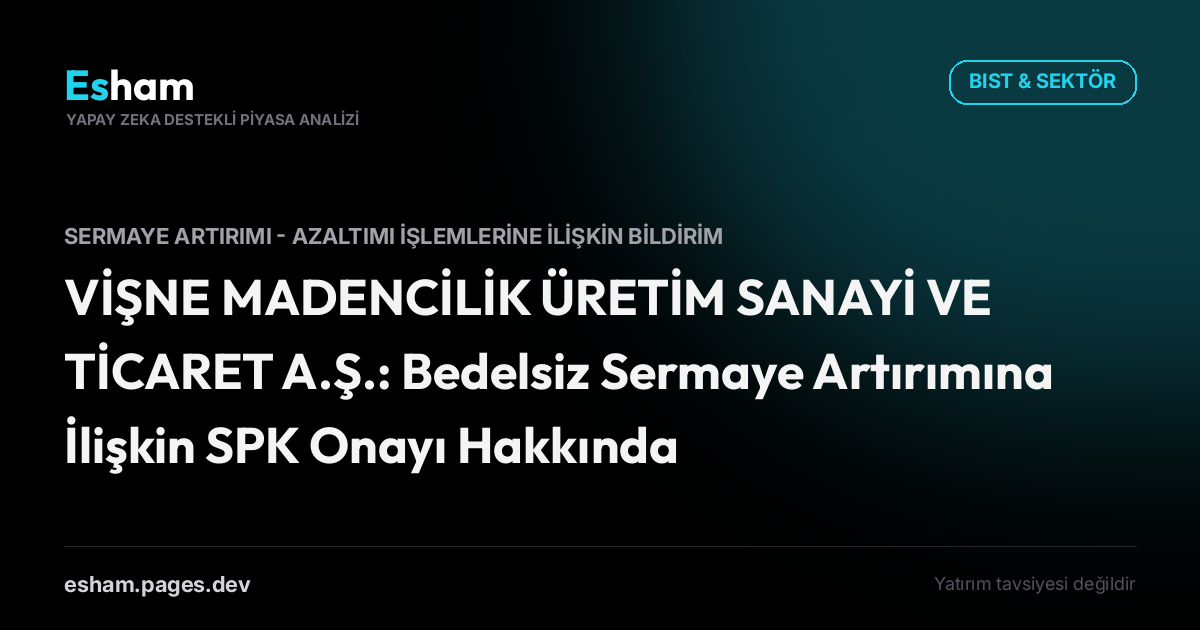 Esham
YAPAY ZEKA DESTEKLİ PİYASA ANALİZİ
BIST & SEKTÖR
SERMAYE ARTIRIMI - AZALTIMI İŞLEMLERİNE İLİŞKİN BİLDİRİM
VİŞNE MADENCİLİK ÜRETİM SANAYİ VE
TİCARET A.Ş.: Bedelsiz Sermaye Artırımına
İlişkin SPK Onayı Hakkında
esham.pages.dev
Yatırım tavsiyesi değildir